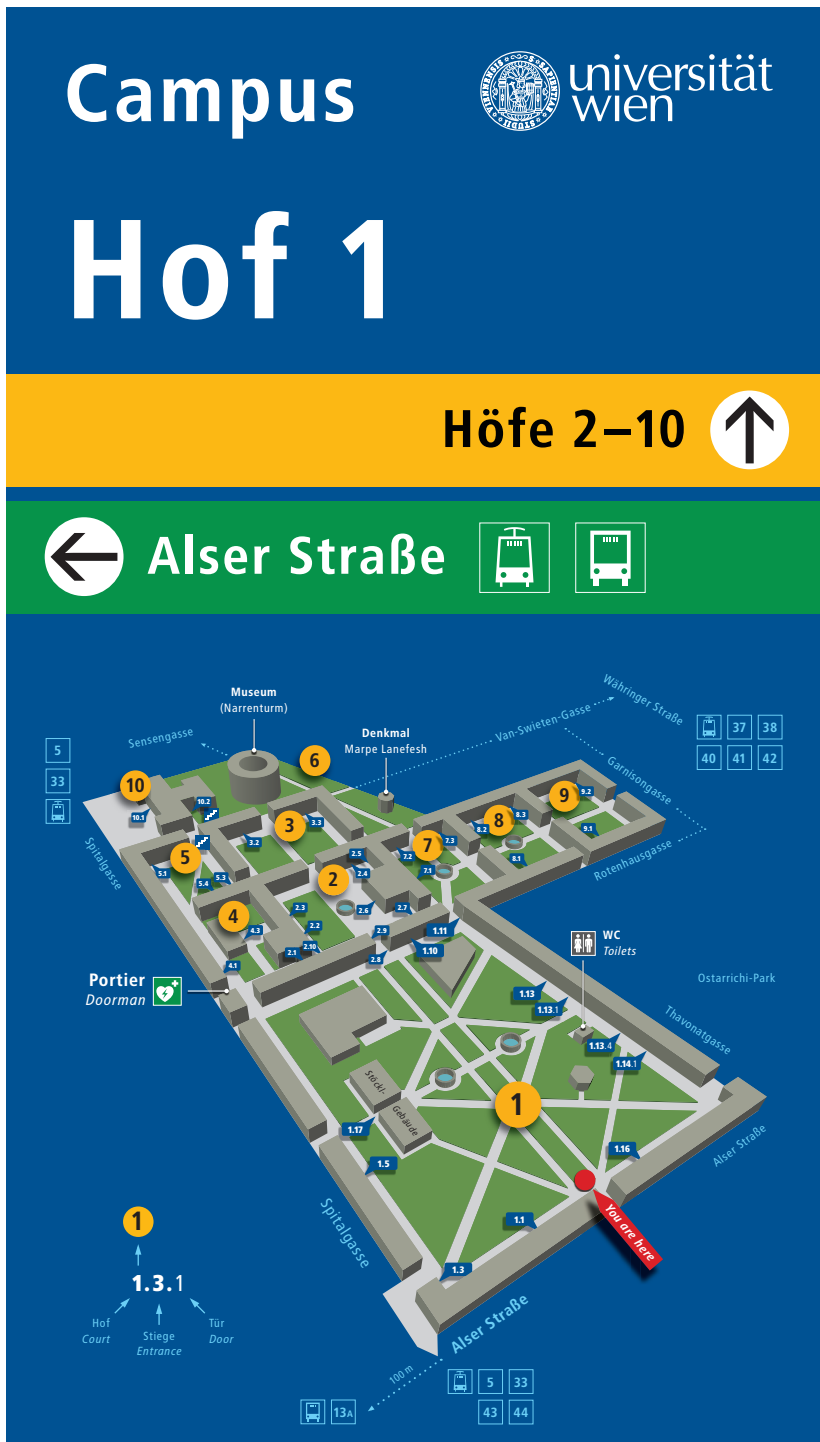 Campus
universität
wien
Hof 1
Höfe 2–10
Alser Straße
Museum
(Narrenturm)
Denkmal
Marpe Lanefesh
Währinger Straße
Van-Swieten-Gasse
Sensengasse
Garnisongasse
Rotenhausgasse
Spitalgasse
5
33
37 38
40 41 42
10
6
9
8
3
7
5
2
4
10.1
10.2
3.3
3.2
5.1
5.4
5.3
2.5
2.4
7.2
7.3
7.1
8.2
8.3
8.1
9.2
9.1
4.3
4.1
2.3
2.2
2.1
2.10
2.6
2.7
2.9
2.8
1.11
1.10
Portier
Doorman
WC
Toilets
Ostarrichi-Park
Thavonatgasse
1.13
1.13.1
1.13.4
1.14.1
Stöckl-
Gebäude
1
1.17
1.5
1.16
1.1
1.3
You are here
Alser Straße
Spitalgasse
Alser Straße
1
1.3.1
Hof
Court
Stiege
Entrance
Tür
Door
100 m
13A
5 33
43 44